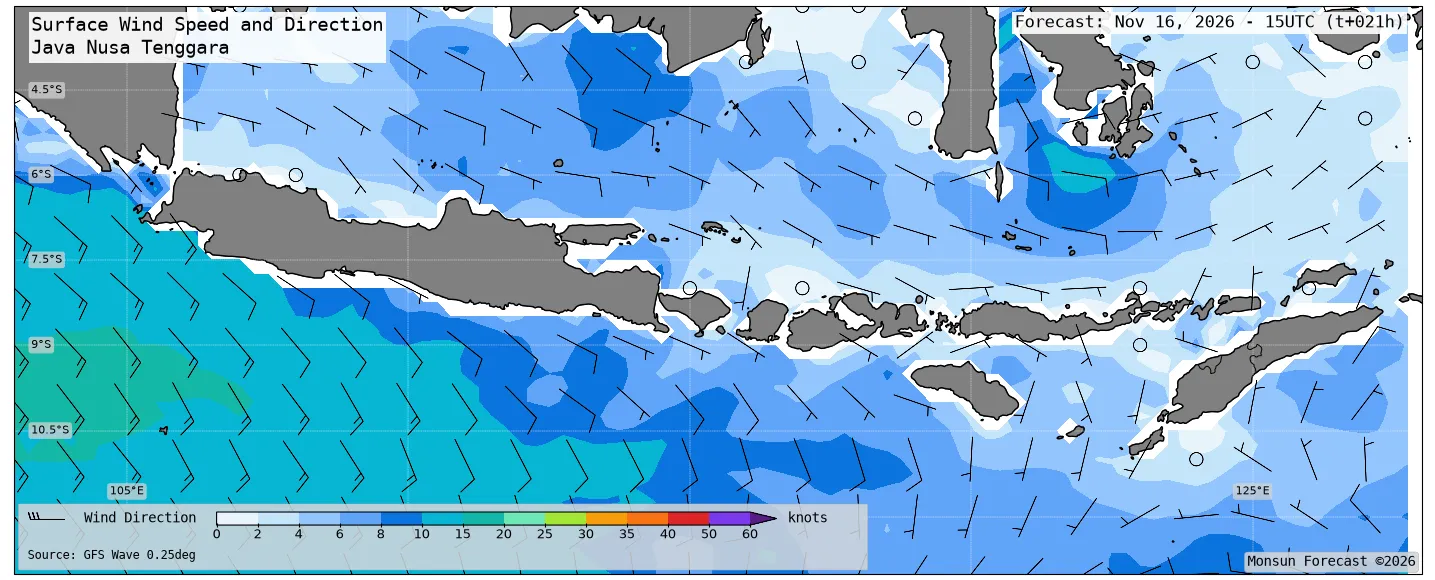 Surface Wind Speed and Direction
Java Nusa Tenggara
Forecast: Nov 16, 2026 - 15UTC (t+021h)
4.5°S
6°S
7.5°S
9°S
10.5°S
105°E
125°E
Wind Direction
0 2 4 6 8 10 15 20 25 30 35 40 50 60
knots
Source: GFS Wave 0.25deg
Monsun Forecast ©2026